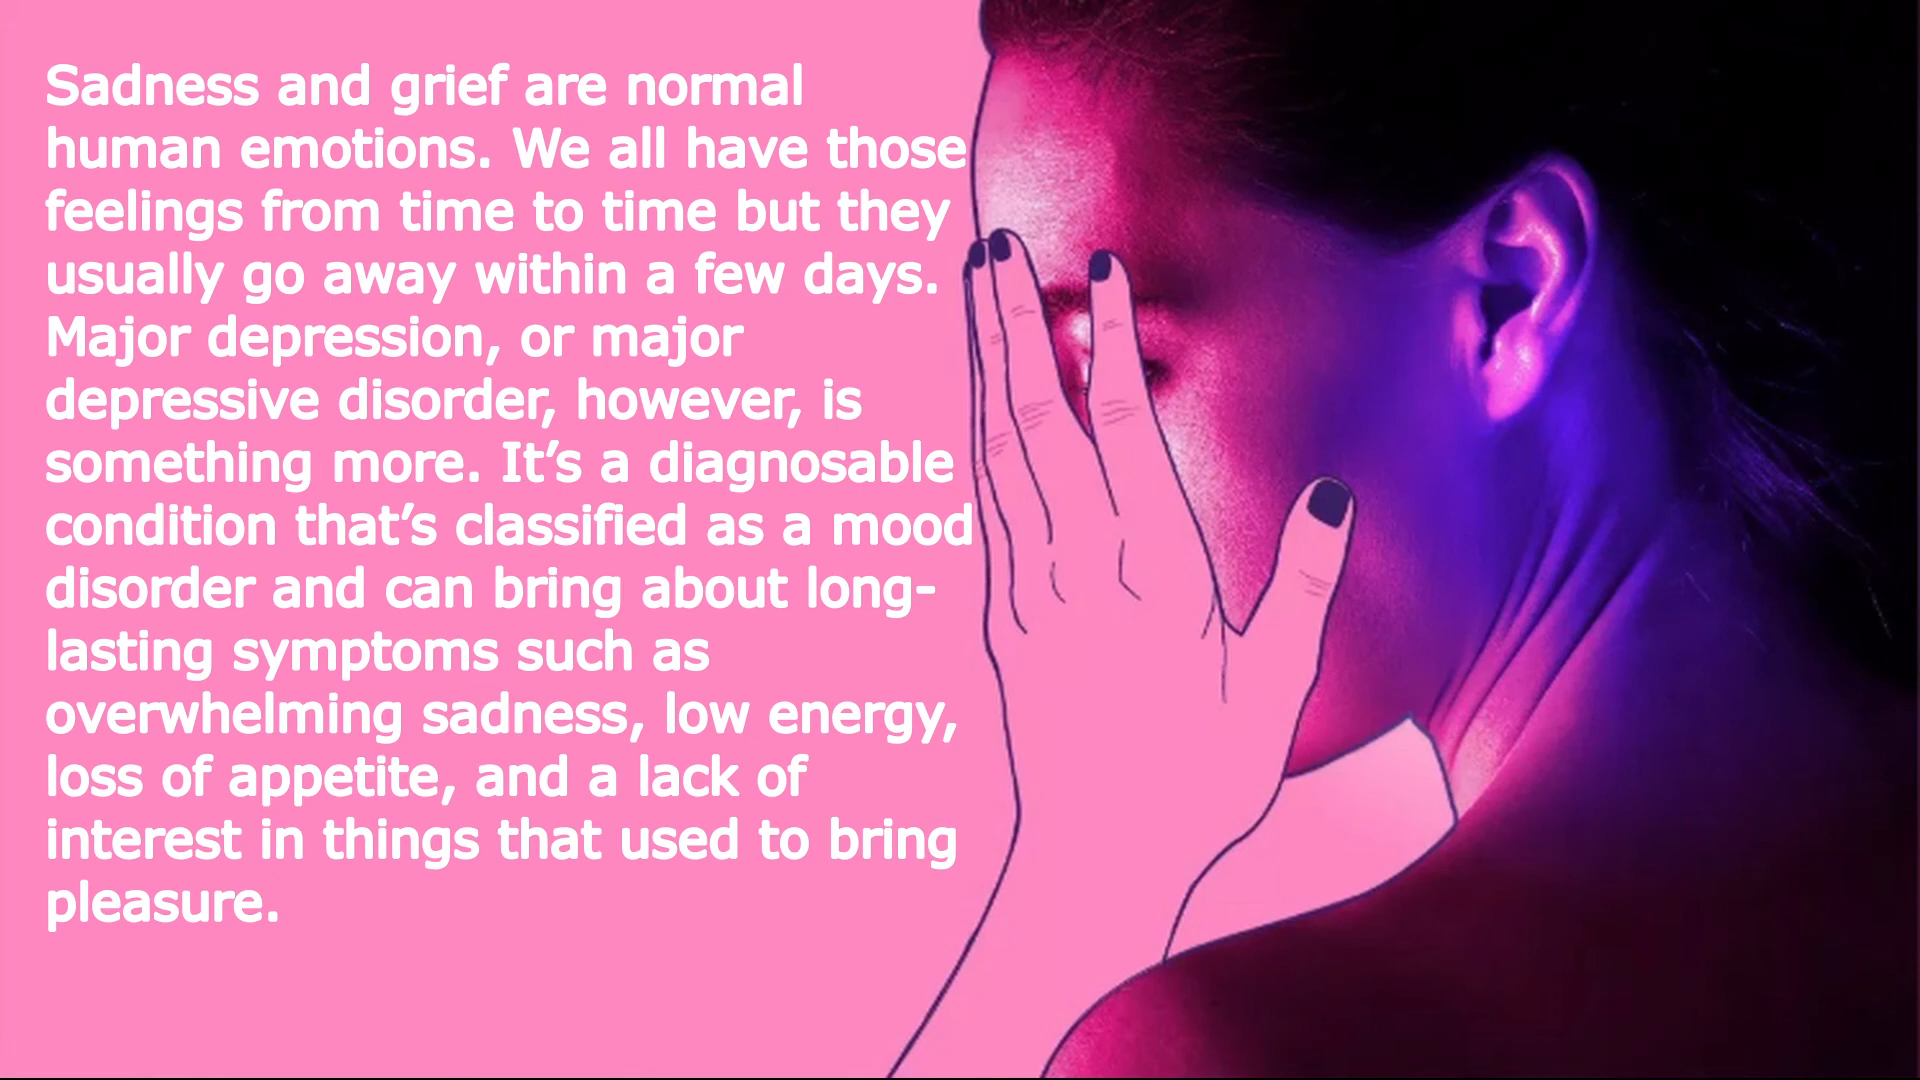 Sadness and grief are normal
human emotions. We all have those
feelings from time to time but they
usually go away within a few days.
Major depression, or major
depressive disorder, however, is
something more. It’s a diagnosable
condition that’s classified as a mood
disorder and can bring about long-
lasting symptoms such as
overwhelming sadness, low energy,
loss of appetite, and a lack of
interest in things that used to bring
pleasure.